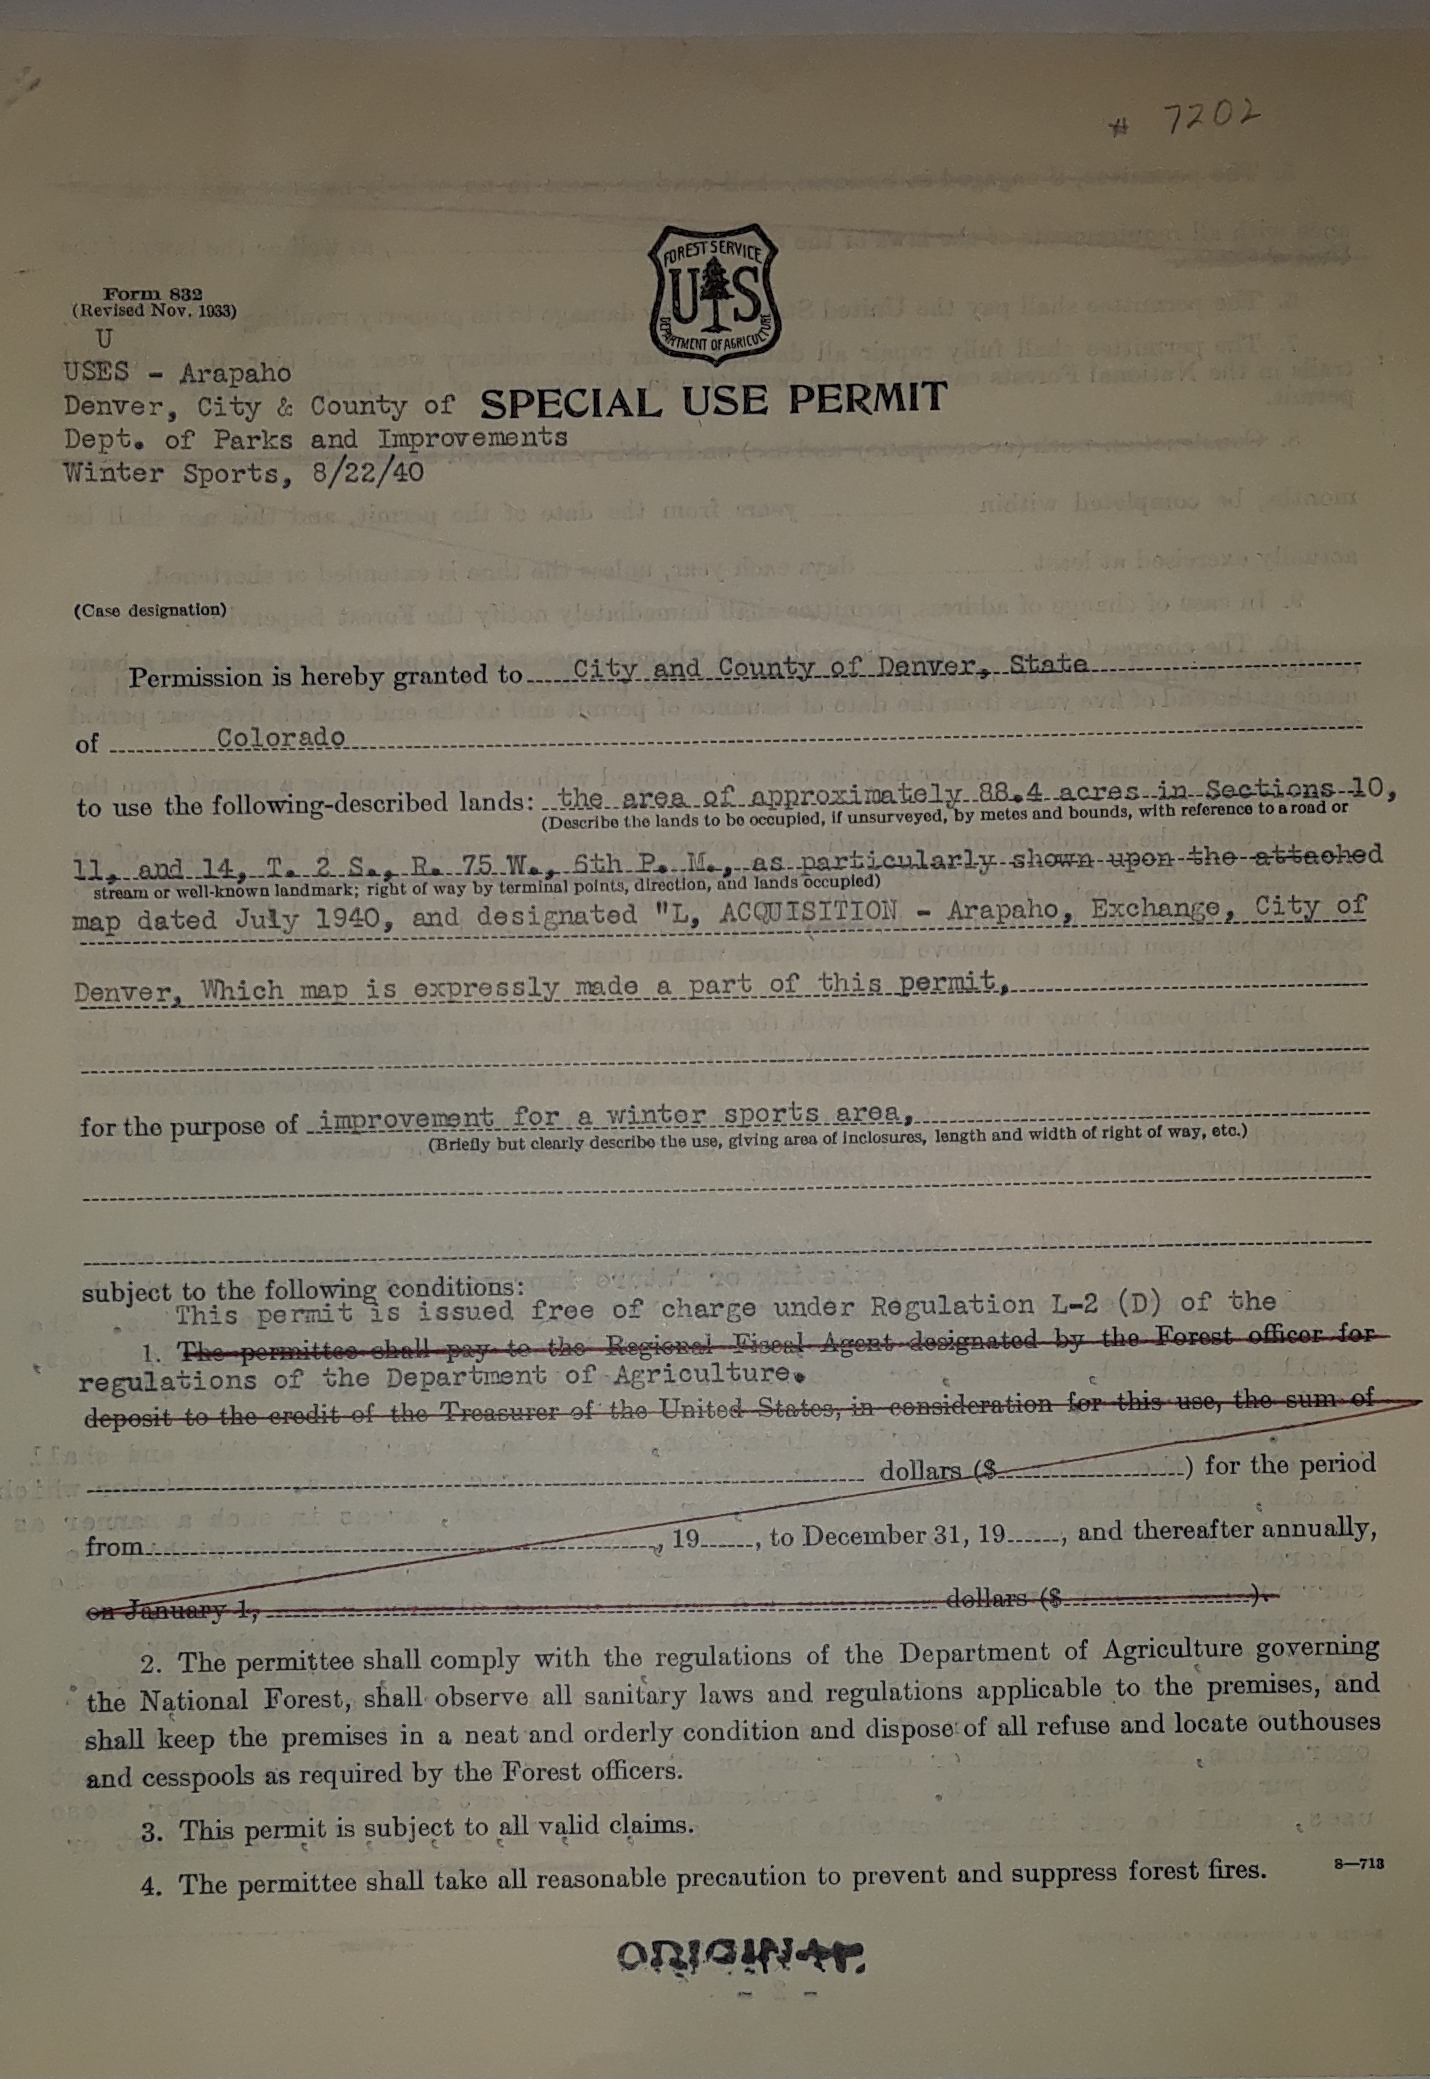 # 7202
FOREST SERVICE
U S
DEPARTMENT OF AGRICULTURE
Form 832
(Revised Nov. 1933)
U
USES - Arapaho
Denver, City & County of SPECIAL USE PERMIT
Dept. of Parks and Improvements
Winter Sports, 8/22/40
(Case designation)
Permission is hereby granted to City and County of Denver, State
of Colorado
to use the following-described lands: the area of approximately 88.4 acres in Sections 10,
(Describe the lands to be occupied, if unsurveyed, by metes and bounds, with reference to a road or
11, and 14, T. 2 S., R. 75 W., 6th P. M., as particularly shown upon the attached
stream or well-known landmark; right of way by terminal points, direction, and lands occupied)
map dated July 1940, and designated "L, ACQUISITION - Arapaho, Exchange, City of
Denver, Which map is expressly made a part of this permit,
for the purpose of improvement for a winter sports area,
(Briefly but clearly describe the use, giving area of inclosures, length and width of right of way, etc.)
subject to the following conditions:
This permit is issued free of charge under Regulation L-2 (D) of the
1. The permittee shall pay to the Regional Fiscal Agent designated by the Forest officer for
regulations of the Department of Agriculture.
deposit to the credit of the Treasurer of the United States, in consideration for this use, the sum of
dollars ($ ) for the period
from , 19 , to December 31, 19 , and thereafter annually,
on January 1, dollars ($ ).
2. The permittee shall comply with the regulations of the Department of Agriculture governing
the National Forest, shall observe all sanitary laws and regulations applicable to the premises, and
shall keep the premises in a neat and orderly condition and dispose of all refuse and locate outhouses
and cesspools as required by the Forest officers.
3. This permit is subject to all valid claims.
4. The permittee shall take all reasonable precaution to prevent and suppress forest fires.
8—713
ORIGINAL